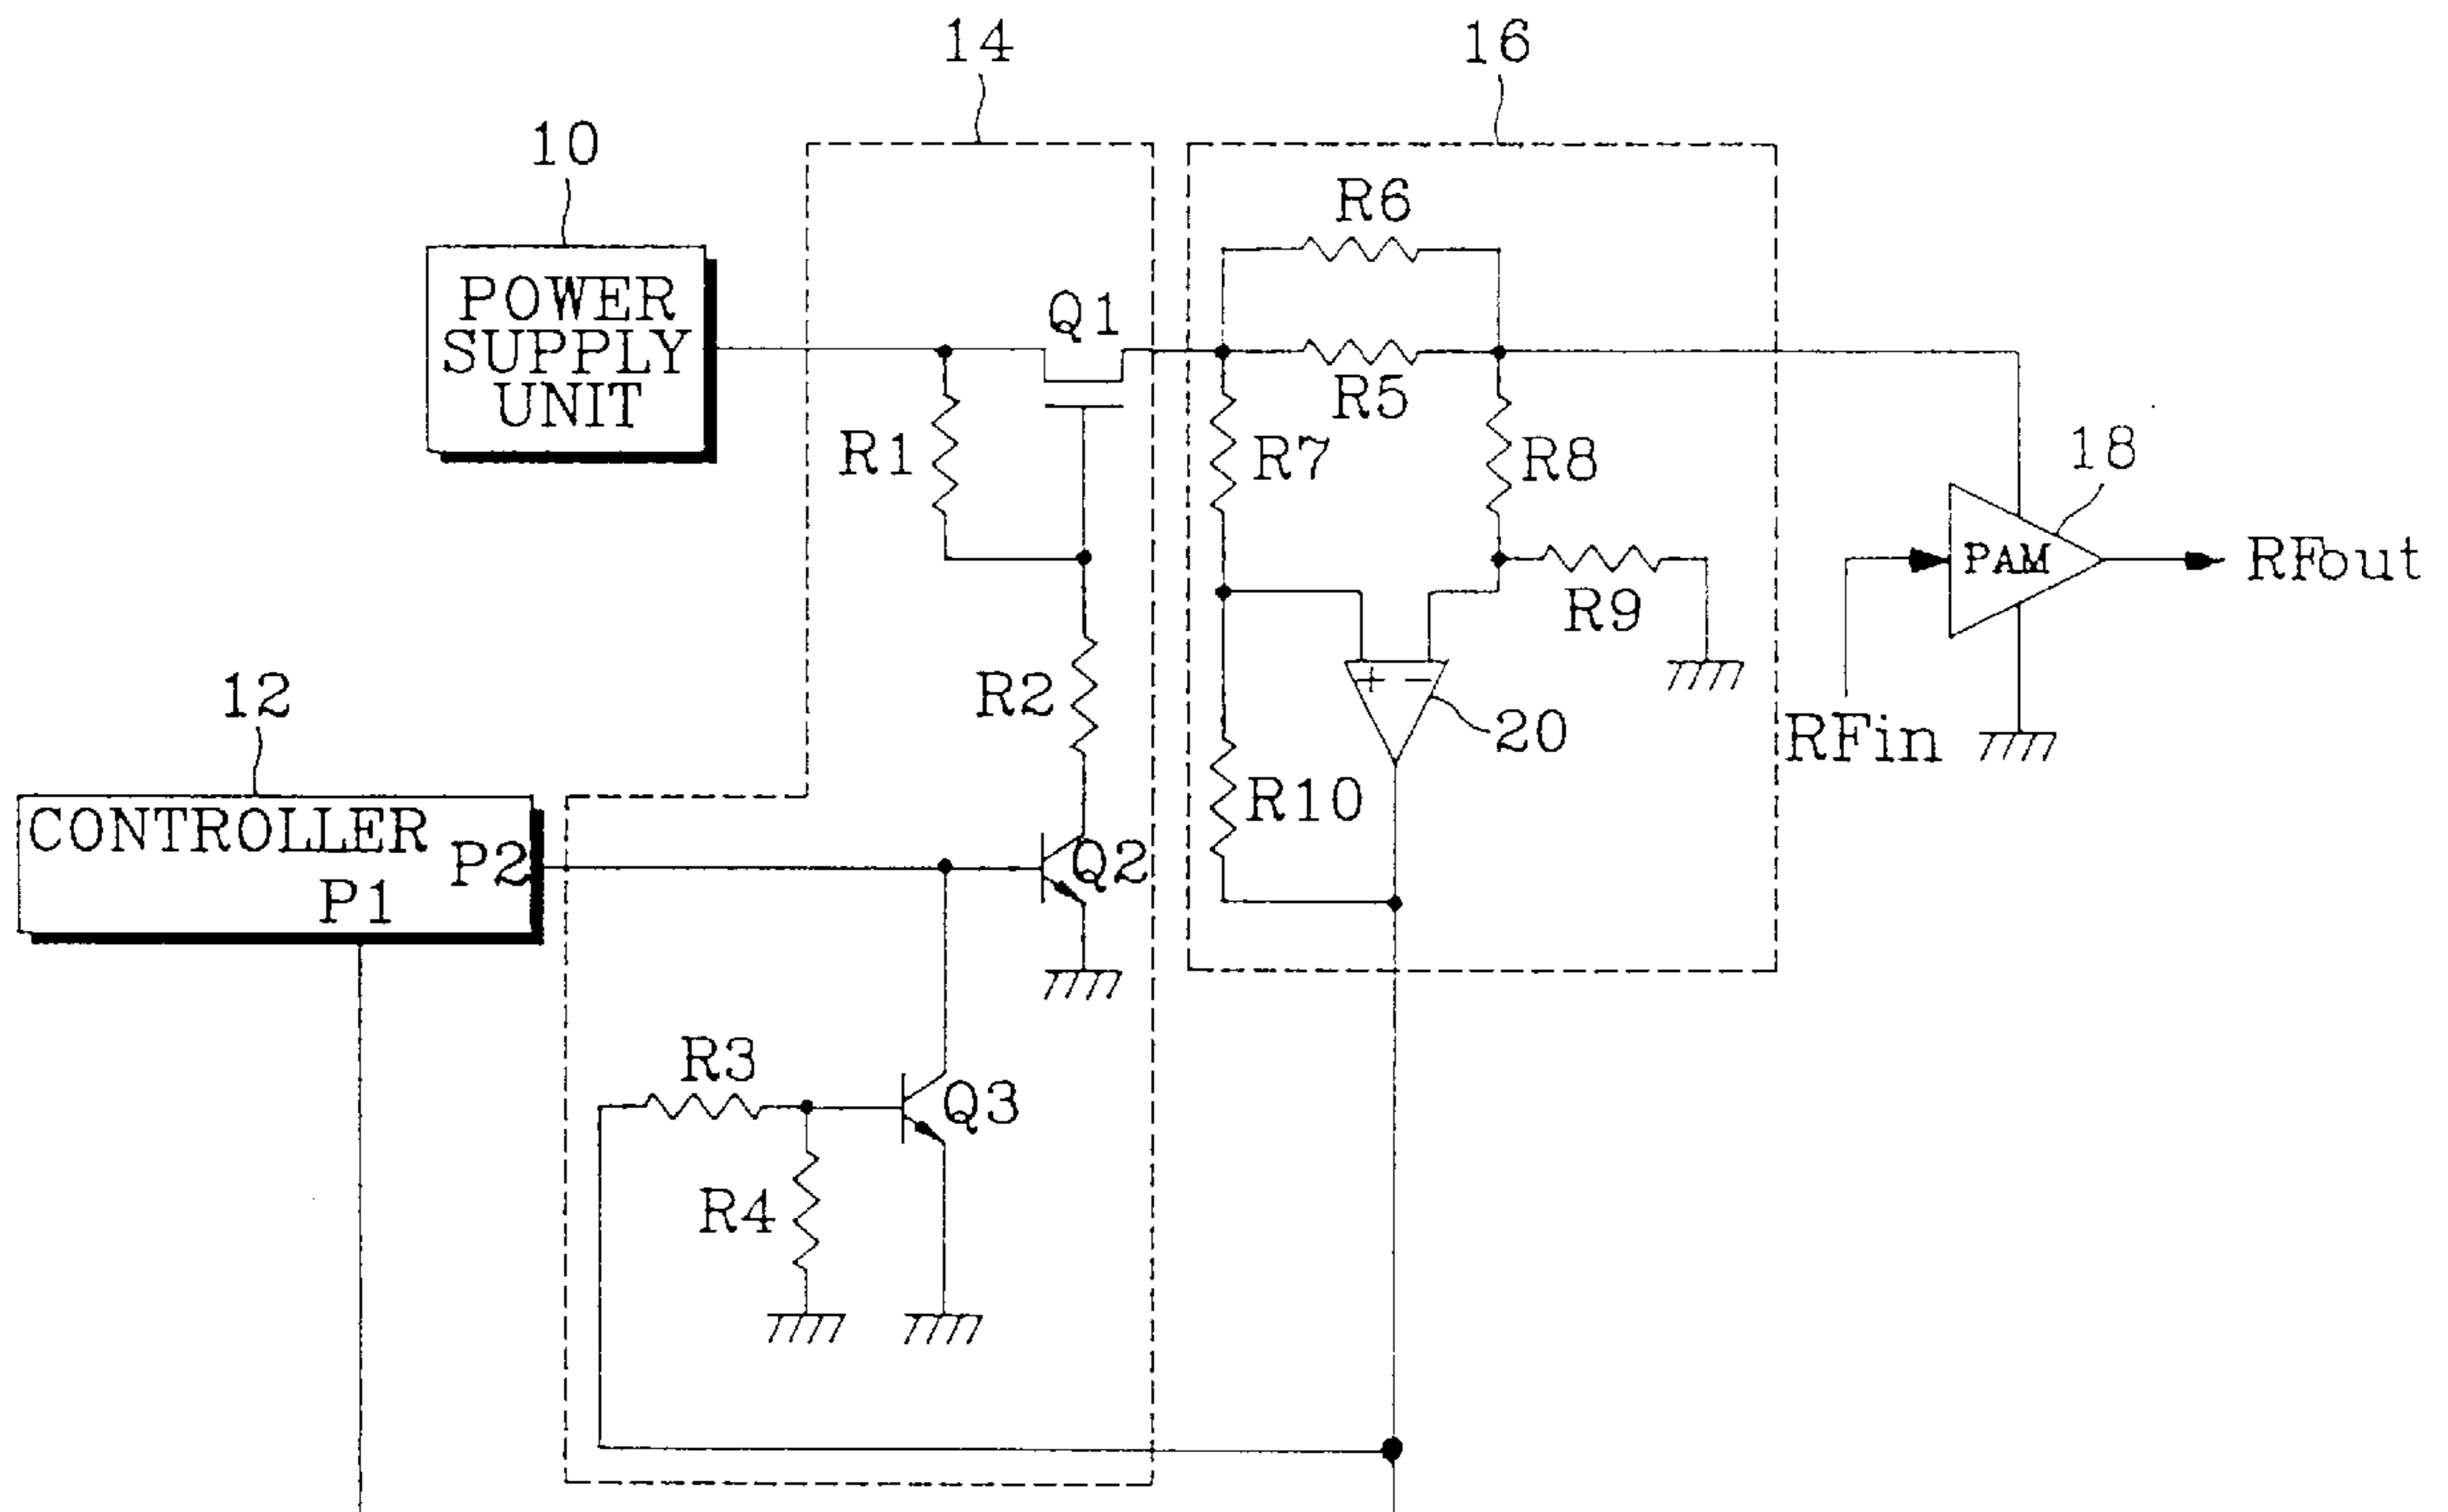 14
16
10
POWER
SUPPLY
UNIT
Q1
R6
R5
R1
R7
R8
18
PAM
RFout
R9
R2
20
RFin
12
CONTROLLER
P2
P1
R10
Q2
R3
Q3
R4
+ −